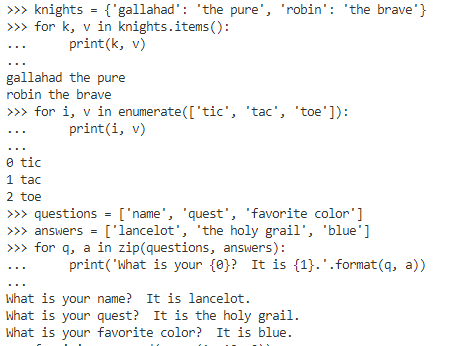 >>> knights = {'gallahad': 'the pure', 'robin': 'the brave'}
>>> for k, v in knights.items():
...     print(k, v)
...
gallahad the pure
robin the brave
>>> for i, v in enumerate(['tic', 'tac', 'toe']):
...     print(i, v)
...
0 tic
1 tac
2 toe
>>> questions = ['name', 'quest', 'favorite color']
>>> answers = ['lancelot', 'the holy grail', 'blue']
>>> for q, a in zip(questions, answers):
...     print('What is your {0}?  It is {1}.'.format(q, a))
...
What is your name?  It is lancelot.
What is your quest?  It is the holy grail.
What is your favorite color?  It is blue.